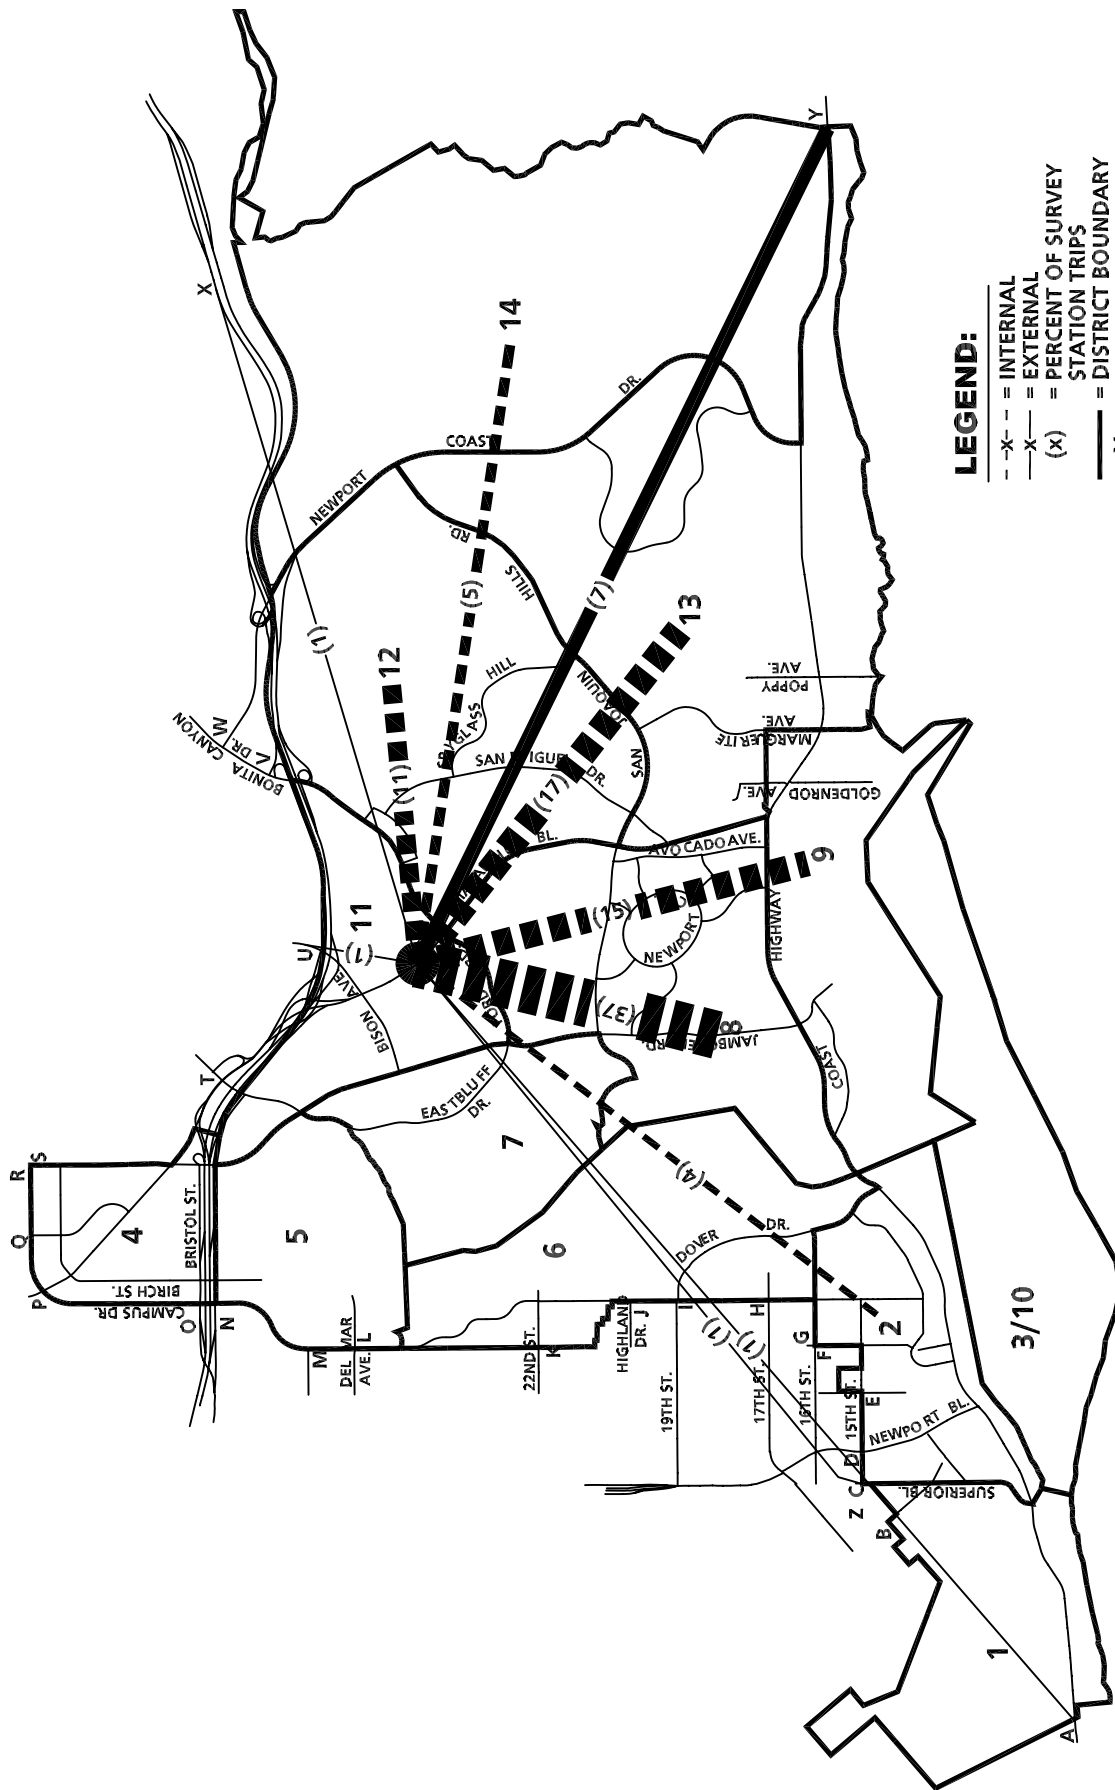 X
Y
14
COAST
DR.
NEWPORT
RD.
HILLS
(1)
(5)
(7)
12
13
HILL
JOAQUIN
POPPY
AVE.
W
V
DR.
BONITA CANYON
(11)
SAN MIGUEL
DR.
SAN
MARGUERITE
AVE.
(17)
BL.
AVOCADO AVE.
GOLDENROD AVE.
9
11
U
(1)
(15)
NEWPORT
HIGHWAY
BISON
AVE.
FORD
RD.
(37)
8
JAMBOREE RD.
COAST
T
EASTBLUFF
DR.
7
R
S
Q
4
BRISTOL ST.
5
6
(4)
DOVER
DR.
P
BIRCH ST.
CAMPUS DR.
O
N
M
DEL MAR
AVE.
L
22ND ST.
K
HIGHLAND
DR.
J
I
H
(1)
(1)
G
F
2
3/10
19TH ST.
17TH ST.
16TH ST.
15TH ST.
E
NEWPORT BL.
D
C
Z
B
SUPERIOR BL.
1
A
LEGEND:
--x-- = INTERNAL
—x— = EXTERNAL
(x) = PERCENT OF SURVEY
STATION TRIPS
= DISTRICT BOUNDARY